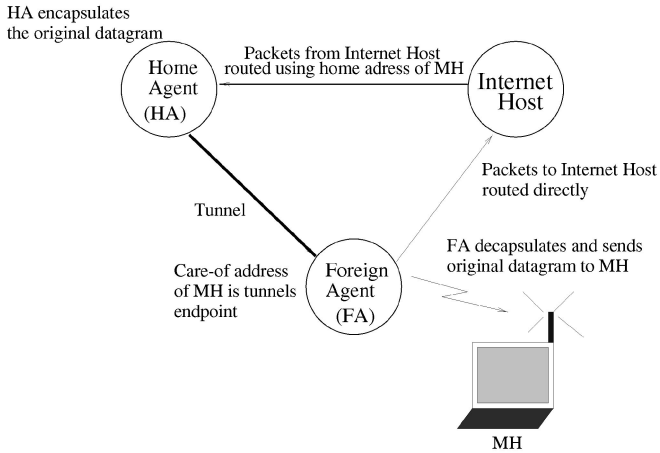 HA encapsulates
the original datagram
Packets from Internet Host
routed using home adress of MH
Home
Agent
(HA)
Internet
Host
Packets to Internet Host
routed directly
Tunnel
FA decapsulates and sends
original datagram to MH
Care-of address
of MH is tunnels
endpoint
Foreign
Agent
(FA)
MH